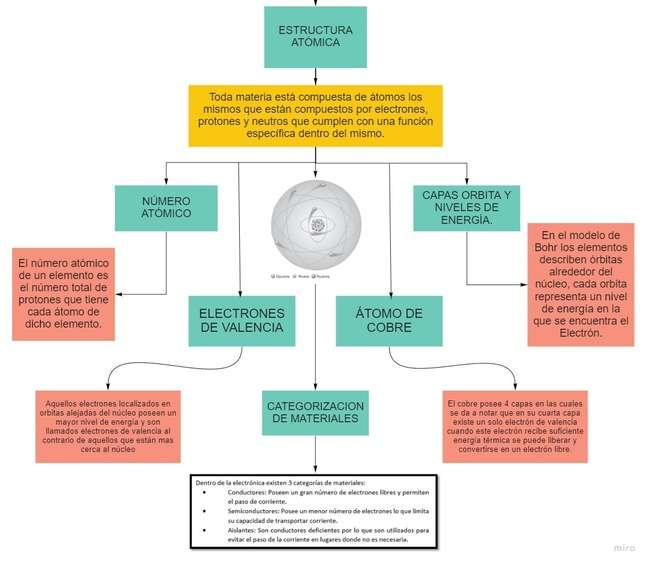 ESTRUCTURA
ATÓMICA
Toda materia está compuesta de átomos los
mismos que están compuestos por electrones,
protones y neutros que cumplen con una función
específica dentro del mismo.
NÚMERO
ATÓMICO
CAPAS ORBITA Y
NIVELES DE
ENERGÍA.
El número atómico
de un elemento es
el número total de
protones que tiene
cada átomo de
dicho elemento.
En el modelo de
Bohr los elementos
describen órbitas
alrededor del
núcleo, cada orbita
representa un nivel
de energía en la
que se encuentra el
Electrón.
ELECTRONES
DE VALENCIA
ÁTOMO DE
COBRE
Aquellos electrones localizados en
orbitas alejadas del núcleo poseen un
mayor nivel de energía y son
llamados electrones de valencia al
contrario de aquellos que están mas
cerca al núcleo
CATEGORIZACION
DE MATERIALES
El cobre posee 4 capas en las cuales
se da a notar que en su cuarta capa
existe un solo electrón de valencia
cuando este electrón recibe suficiente
energía térmica se puede liberar y
convertirse en un electrón libre.
Dentro de la electrónica existen 3 categorías de materiales:
• Conductores: Poseen un gran número de electrones libres y permiten
el paso de corriente.
• Semiconductores: Posee un menor número de electrones lo que limita
su capacidad de transportar corriente.
• Aislantes: Son conductores deficientes por lo que son utilizados para
evitar el paso de la corriente en lugares donde no es necesaria.
miro